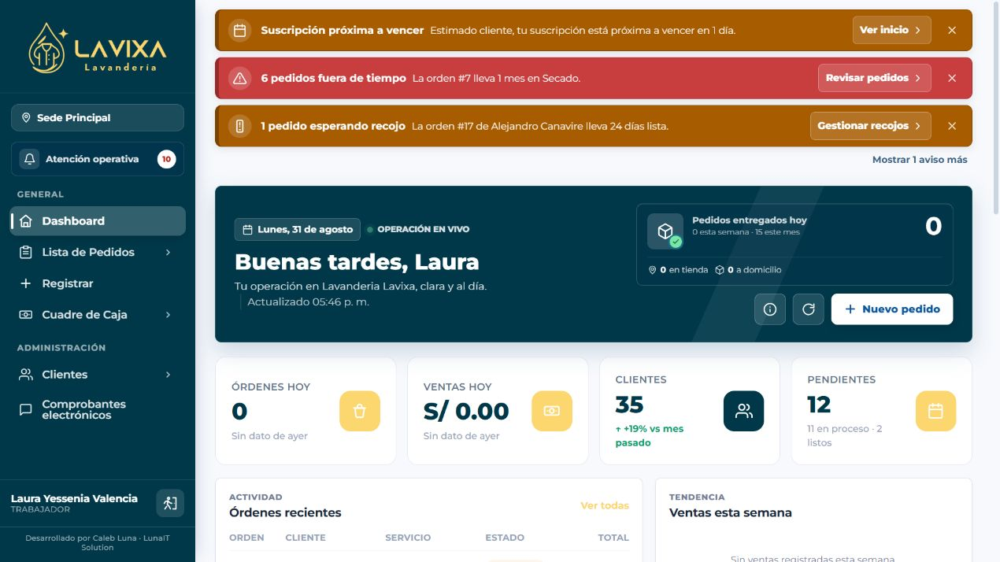 LAVIXA
Lavandería
Sede Principal
Atención operativa 10
GENERAL
Dashboard
Lista de Pedidos
Registrar
Cuadre de Caja
ADMINISTRACIÓN
Clientes
Comprobantes
electrónicos
Laura Yessenia Valencia
TRABAJADOR
Desarrollado por Caleb Luna · LunaIT
Solution
Suscripción próxima a vencer Estimado cliente, tu suscripción está próxima a vencer en 1 día. Ver inicio
6 pedidos fuera de tiempo La orden #7 lleva 1 mes en Secado. Revisar pedidos
1 pedido esperando recojo La orden #17 de Alejandro Canavire lleva 24 días lista. Gestionar recojos
Mostrar 1 aviso más
Lunes, 31 de agosto OPERACIÓN EN VIVO
Buenas tardes, Laura
Tu operación en Lavanderia Lavixa, clara y al día.
Actualizado 05:46 p. m.
Pedidos entregados hoy 0
0 esta semana · 15 este mes
0 en tienda 0 a domicilio
Nuevo pedido
ÓRDENES HOY
0
Sin dato de ayer
VENTAS HOY
S/ 0.00
Sin dato de ayer
CLIENTES
35
↑ +19% vs mes
pasado
PENDIENTES
12
11 en proceso · 2
listos
ACTIVIDAD
Órdenes recientes
Ver todas
ORDEN CLIENTE SERVICIO ESTADO TOTAL
TENDENCIA
Ventas esta semana
Sin ventas registradas esta semana